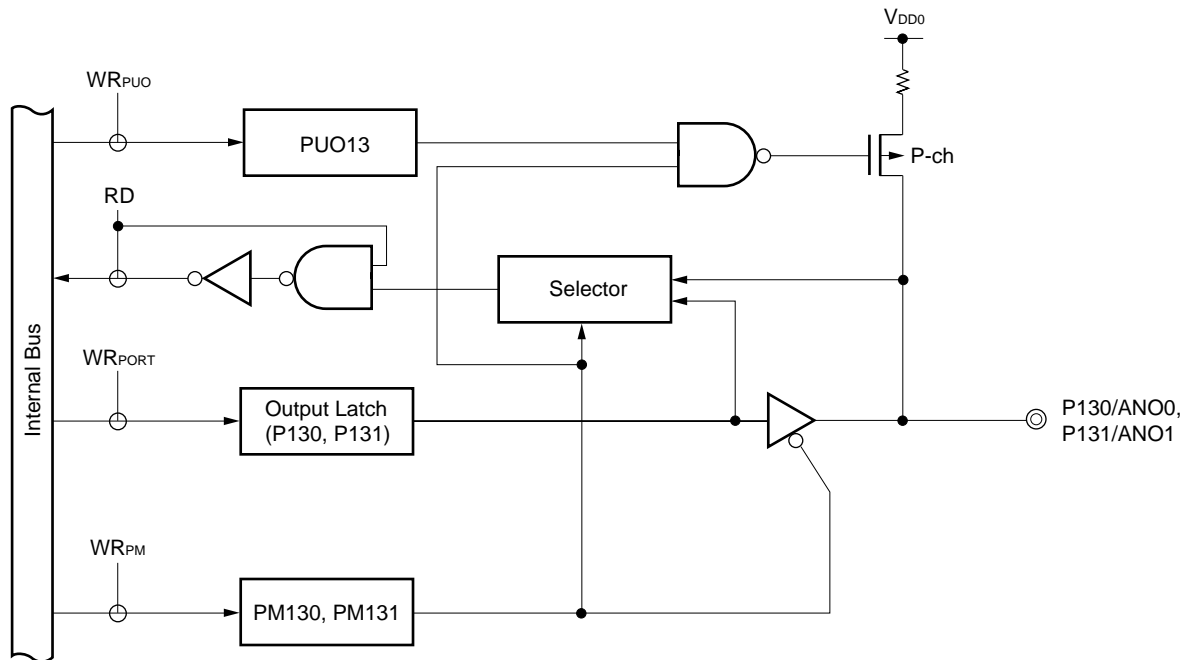 VDD0
WRPUO
PUO13
P-ch
RD
Selector
Internal Bus
WRPORT
Output Latch
(P130, P131)
P130/ANO0,
P131/ANO1
WRPM
PM130, PM131